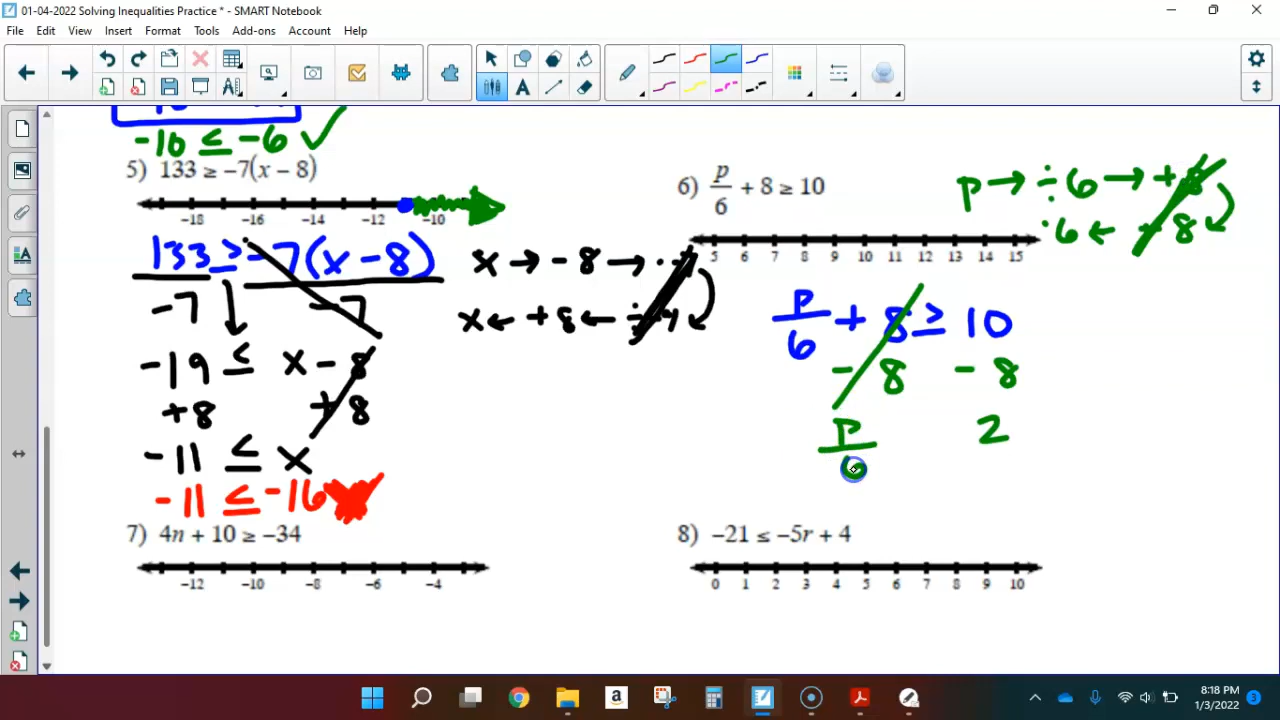 01-04-2022 Solving Inequalities Practice * - SMART Notebook
File Edit View Insert Format Tools Add-ons Account Help
-10 ≤ -6 ✓
5) 133 ≥ -7(x - 8)
-18 -16 -14 -12 -10
133 ≥ -7(x - 8)
-7 -7
-19 ≤ x - 8
+8 +8
-11 ≤ x
-11 ≤ -16
x → -8 →
x ← +8 ← ÷
6) p/6 + 8 ≥ 10
5 6 7 8 9 10 11 12 13 14 15
p → ÷6 → +8
·6 ← - 8
P/6 + 8 ≥ 10
- 8 - 8
P/6 2
7) 4n + 10 ≥ -34
-12 -10 -8 -6 -4
8) -21 ≤ -5r + 4
0 1 2 3 4 5 6 7 8 9 10
8:18 PM
1/3/2022
3